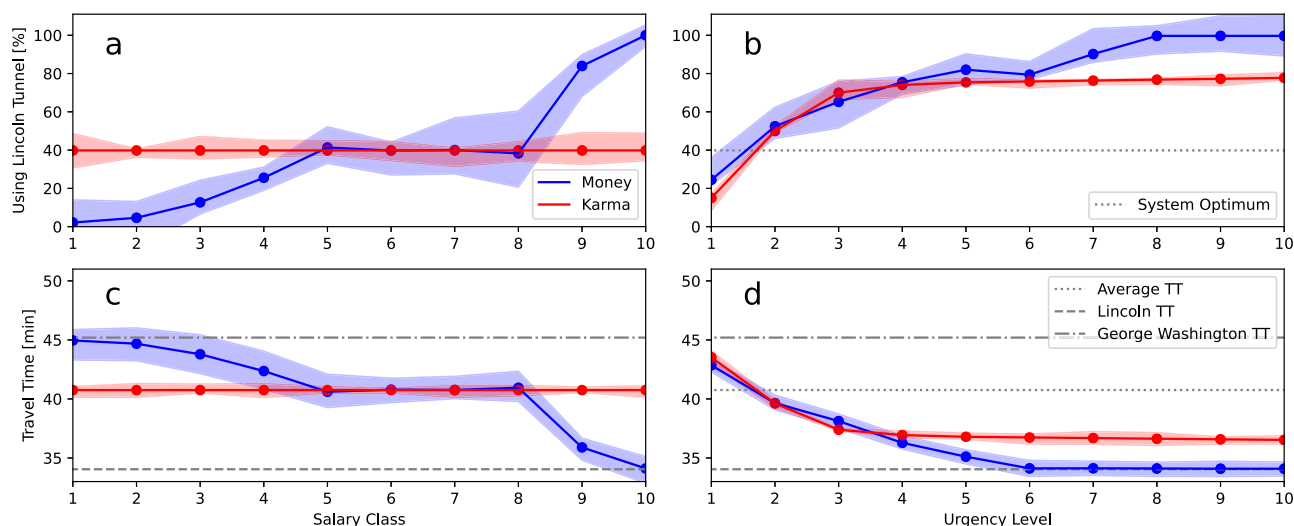 a
Using Lincoln Tunnel [%]
100
80
60
40
20
0
1 2 3 4 5 6 7 8 9 10
Money
Karma
b
100
80
60
40
20
0
1 2 3 4 5 6 7 8 9 10
System Optimum
c
Travel Time [min]
50
45
40
35
1 2 3 4 5 6 7 8 9 10
Salary Class
d
50
45
40
35
1 2 3 4 5 6 7 8 9 10
Urgency Level
Average TT
Lincoln TT
George Washington TT